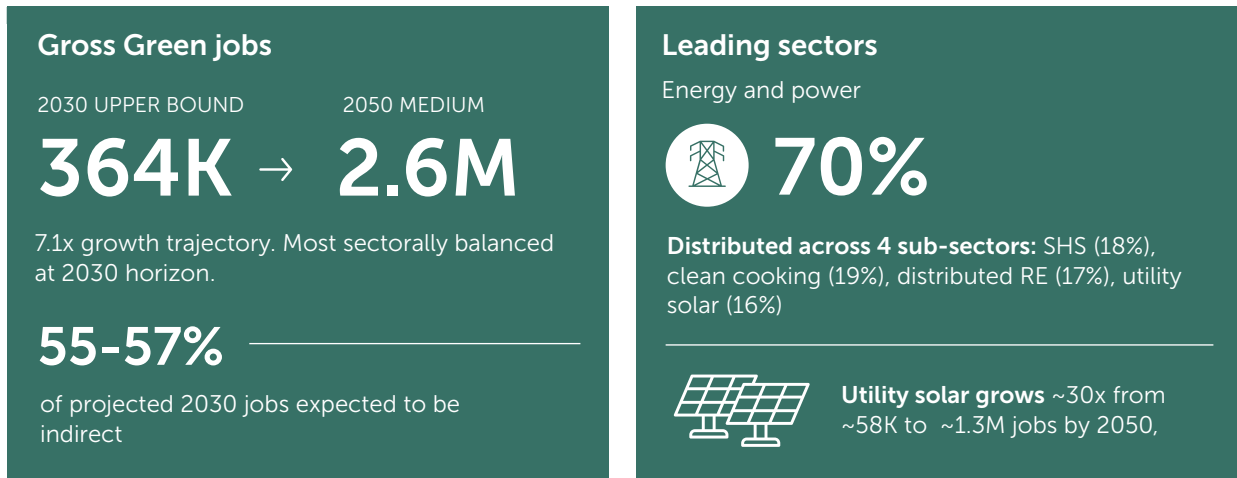 Gross Green jobs
2030 UPPER BOUND
2050 MEDIUM
364K → 2.6M
7.1x growth trajectory. Most sectorally balanced
at 2030 horizon.
55-57%
of projected 2030 jobs expected to be
indirect
Leading sectors
Energy and power
70%
Distributed across 4 sub-sectors: SHS (18%),
clean cooking (19%), distributed RE (17%), utility
solar (16%)
Utility solar grows ~30x from
~58K to ~1.3M jobs by 2050,